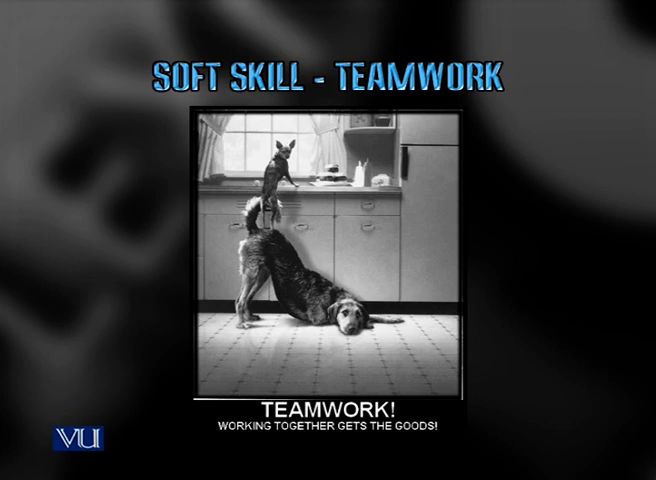 SOFT SKILL - TEAMWORK
TEAMWORK!
WORKING TOGETHER GETS THE GOODS!
VU